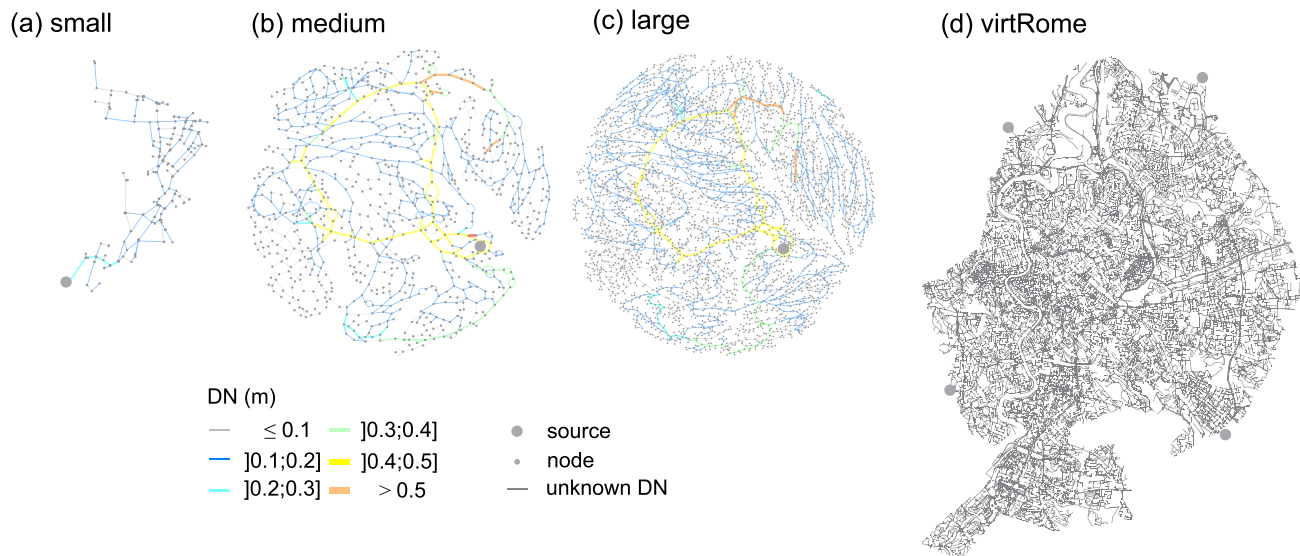 (a) small
(b) medium
(c) large
(d) virtRome
DN (m)
≤ 0.1
]0.1;0.2]
]0.2;0.3]
]0.3;0.4]
]0.4;0.5]
> 0.5
source
node
unknown DN